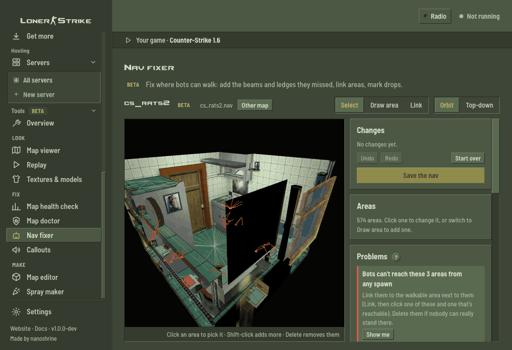 LONERSTRIKE
Get more
Hosting
Servers
All servers
New server
Tools BETA
Overview
LOOK
Map viewer
Replay
Textures & models
FIX
Map health check
Map doctor
Nav fixer
Callouts
MAKE
Map editor
Spray maker
Settings
Website · Docs · v1.0.0-dev
Made by nanoshrine
Radio
Not running
Your game · Counter-Strike 1.6
NAV FIXER
BETA Fix where bots can walk: add the beams and ledges they missed, link areas, mark drops.
CS_RATS2 BETA cs_rats2.nav Other map
Select Draw area Link Orbit Top-down
Click an area to pick it · Shift-click adds more · Delete removes them
Changes
No changes yet.
Undo Redo Start over
Save the nav
Areas
574 areas. Click one to change it, or switch to
Draw area to add one.
Problems ?
Bots can't reach these 3 areas from
any spawn
Link them to the walkable area next to them
(Link, then click one of these and one that's
reachable). Delete them if nobody can really
stand there.
Show me